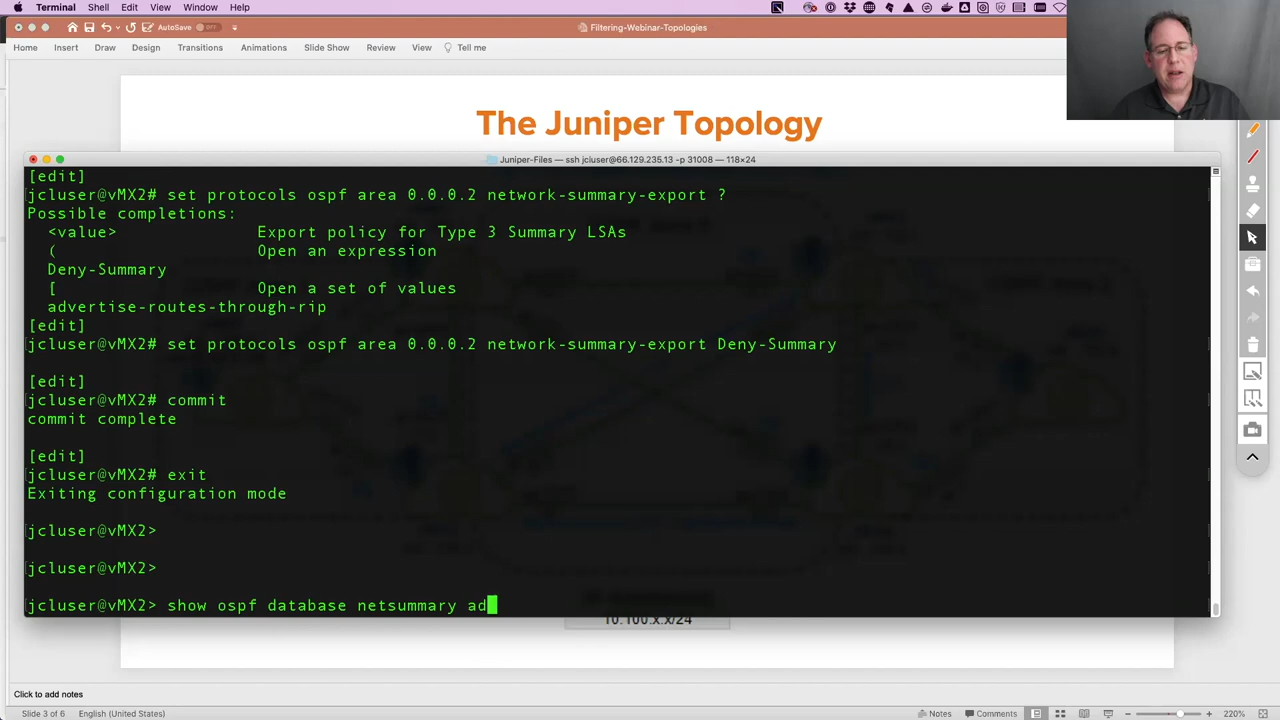 Terminal Shell Edit View Window Help
AutoSave OFF
Filtering-Webinar-Topologies
Home Insert Draw Design Transitions Animations Slide Show Review View Tell me
The Juniper Topology
Juniper-Files — ssh jcluser@66.129.235.13 -p 31008 — 118×24
[edit]
jcluser@vMX2# set protocols ospf area 0.0.0.2 network-summary-export ?
Possible completions:
<value> Export policy for Type 3 Summary LSAs
( Open an expression
Deny-Summary
[ Open a set of values
advertise-routes-through-rip
[edit]
jcluser@vMX2# set protocols ospf area 0.0.0.2 network-summary-export Deny-Summary
[edit]
jcluser@vMX2# commit
commit complete
[edit]
jcluser@vMX2# exit
Exiting configuration mode
jcluser@vMX2>
jcluser@vMX2>
jcluser@vMX2> show ospf database netsummary ad
10.100.x.x/24
Click to add notes
Slide 3 of 6 English (United States) Notes Comments 220%